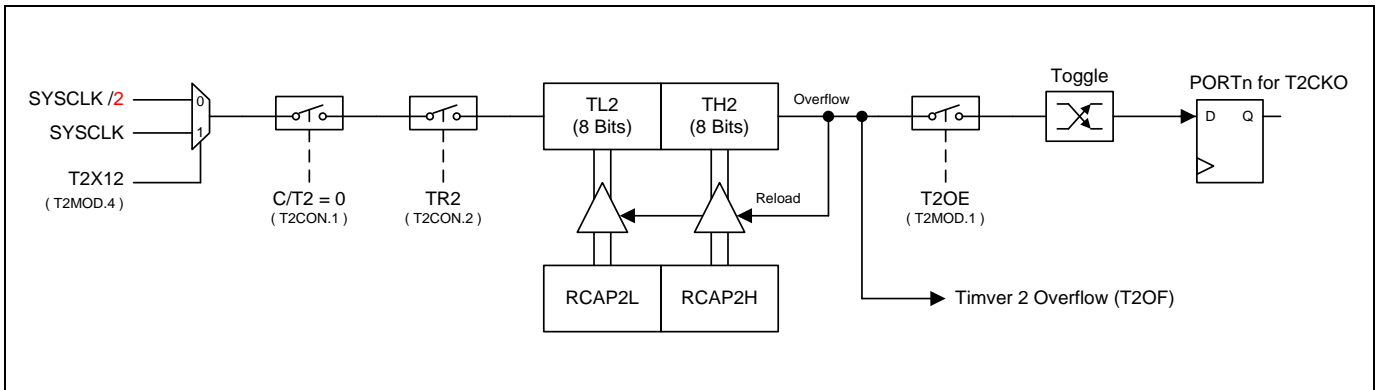 Toggle
PORTn for T2CKO
SYSCLK /2
0
TL2
(8 Bits)
TH2
(8 Bits)
Overflow
D
Q
SYSCLK
1
T2X12
( T2MOD.4 )
C/T2 = 0
( T2CON.1 )
TR2
( T2CON.2 )
Reload
T2OE
( T2MOD.1 )
RCAP2L
RCAP2H
Timver 2 Overflow (T2OF)